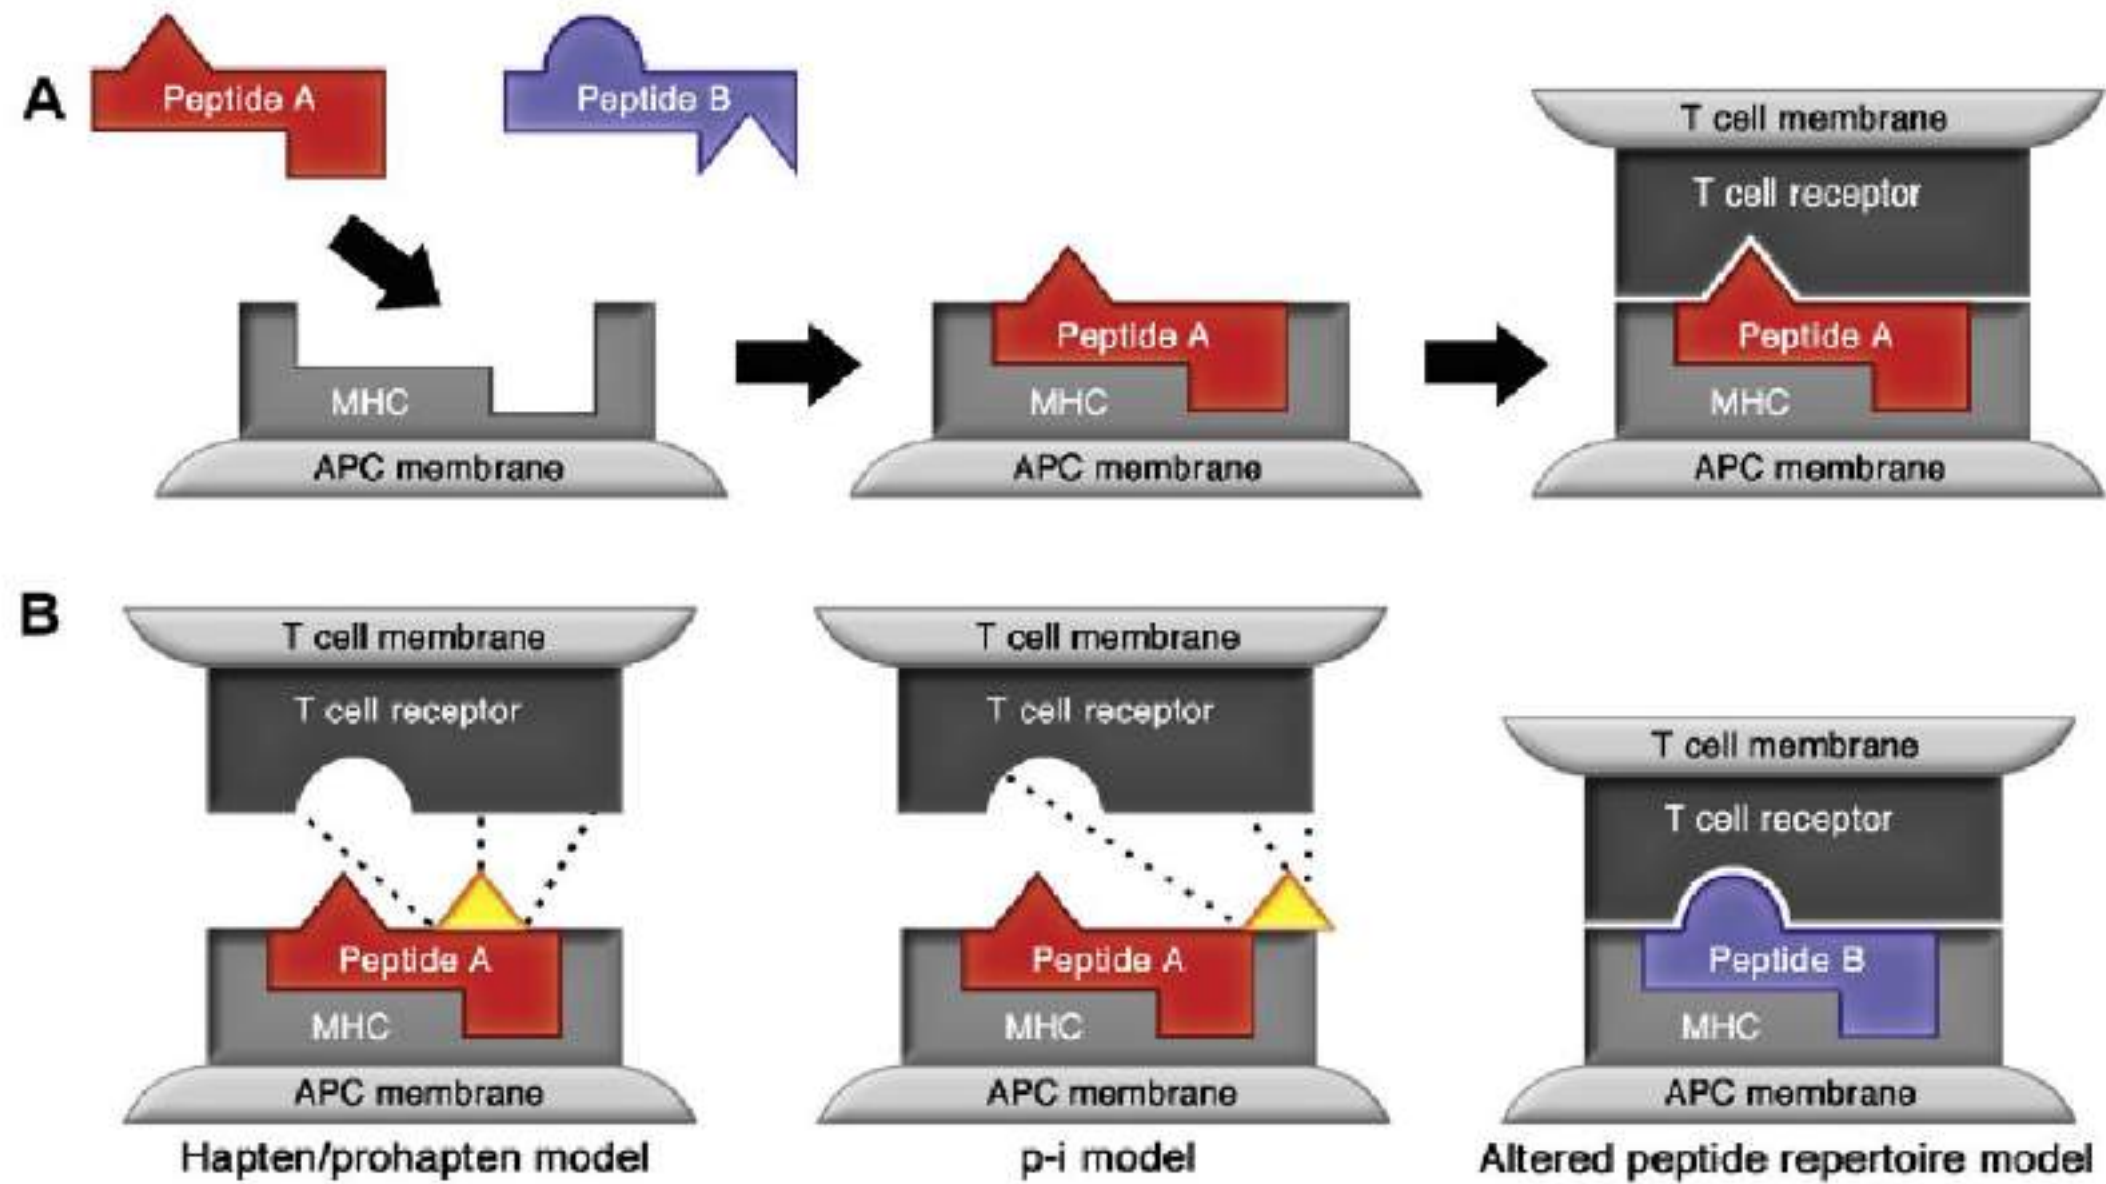 A
Peptide A
Peptide B
MHC
APC membrane
Peptide A
MHC
APC membrane
T cell membrane
T cell receptor
Peptide A
MHC
APC membrane
B
T cell membrane
T cell receptor
Peptide A
MHC
APC membrane
Hapten/prohapten model
T cell membrane
T cell receptor
Peptide A
MHC
APC membrane
p-i model
T cell membrane
T cell receptor
Peptide B
MHC
APC membrane
Altered peptide repertoire model